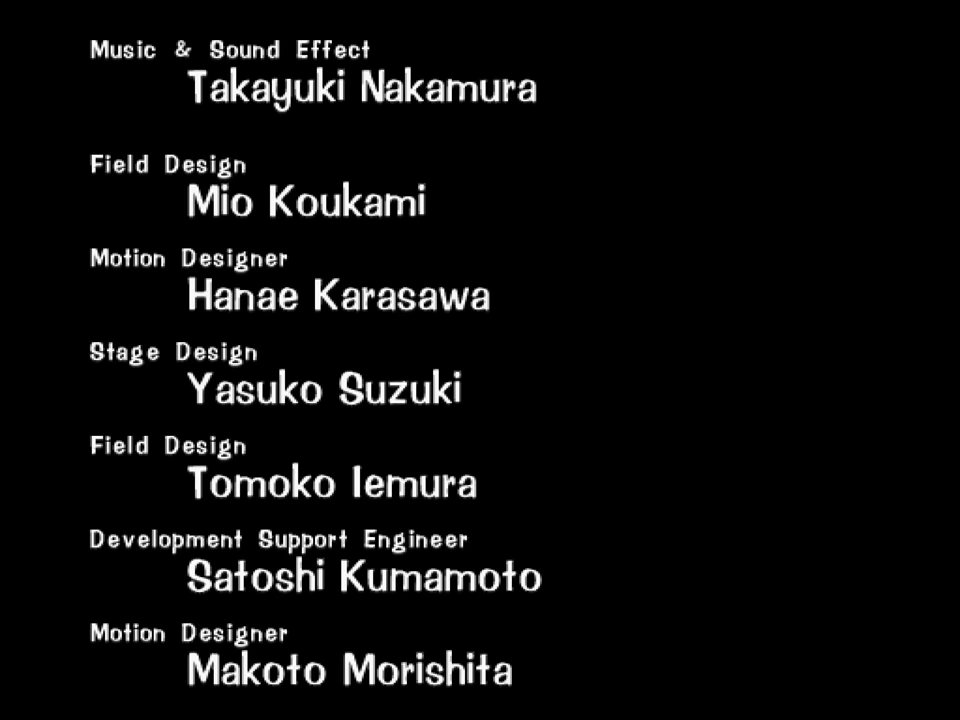 Music & Sound Effect
Takayuki Nakamura
Field Design
Mio Koukami
Motion Designer
Hanae Karasawa
Stage Design
Yasuko Suzuki
Field Design
Tomoko Iemura
Development Support Engineer
Satoshi Kumamoto
Motion Designer
Makoto Morishita